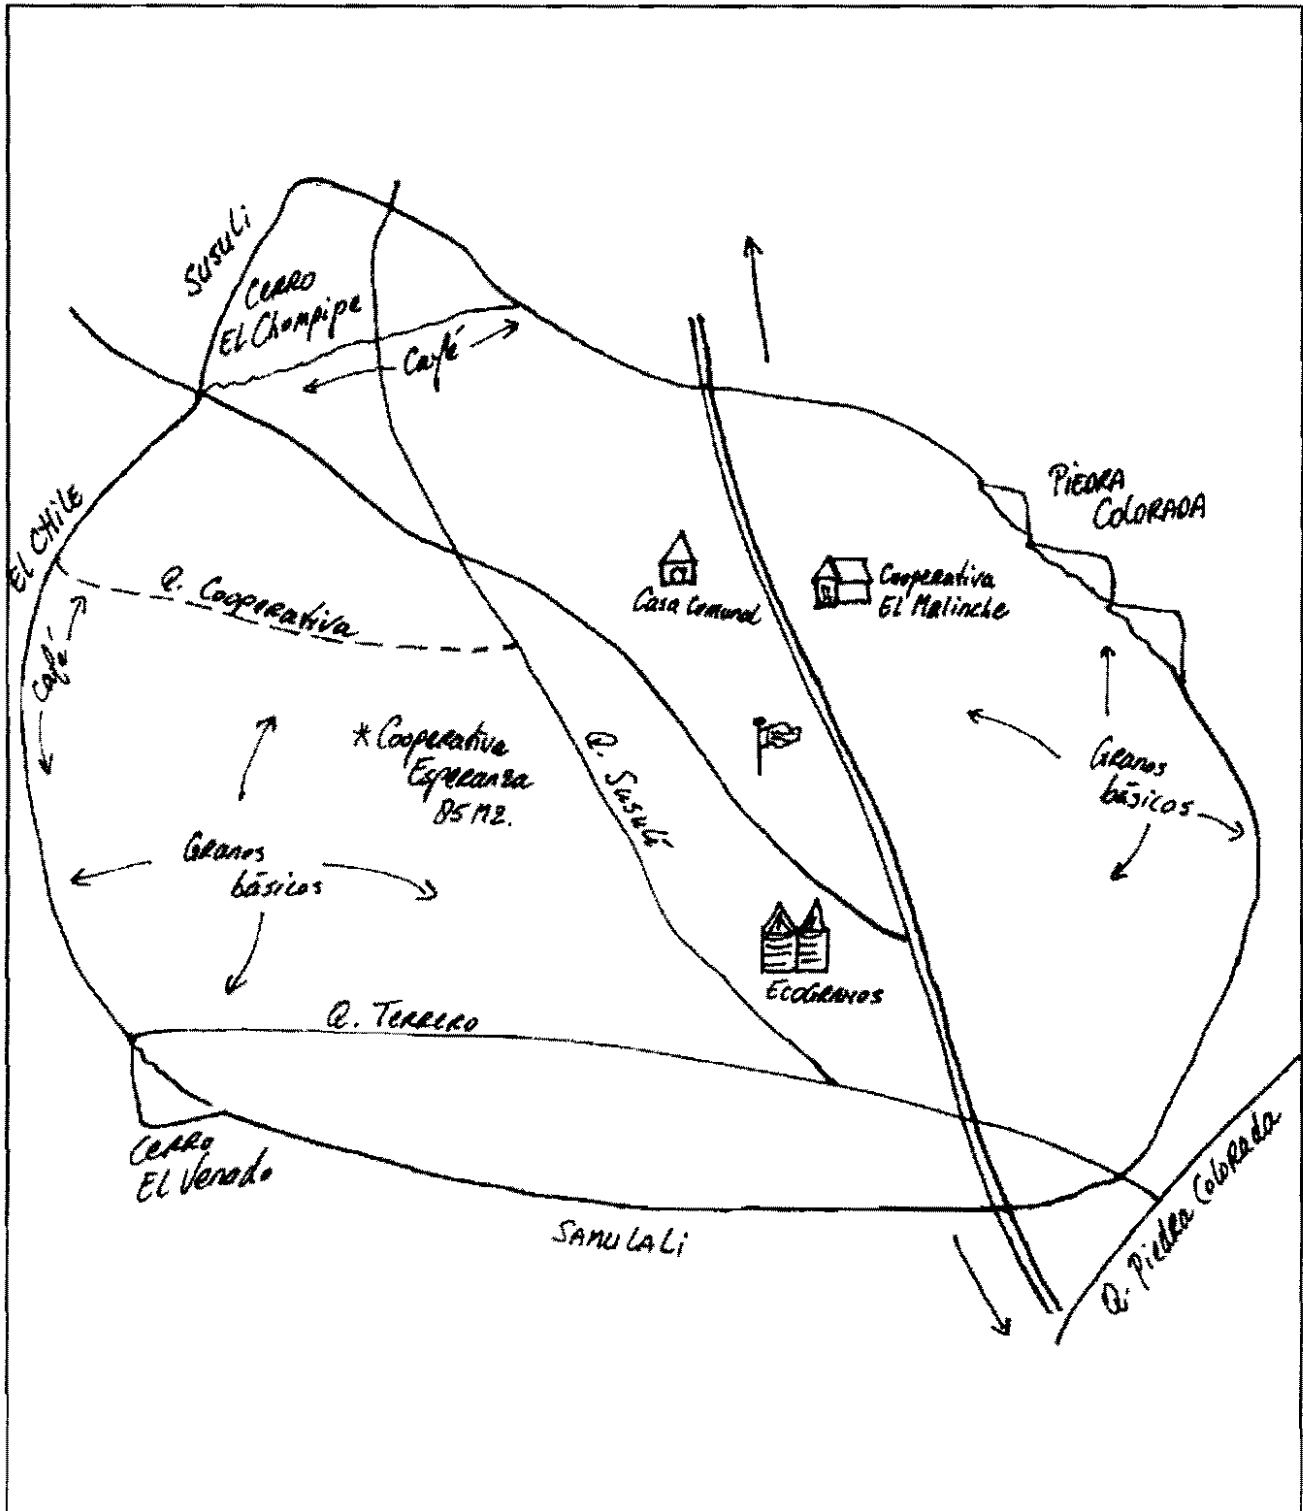 SUSULI
CERRO
EL Chompipe
Café
PIEDRA
COLORADA
EL CHILE
Q. Cooperativa
Casa Comunal
Cooperativa
EL Malinche
Café
* Cooperativa
Esperanza
85 MZ.
Q. Susulí
Granos
básicos
Granos
básicos
ECOGRANOS
Q. TERRERO
CERRO
EL Venado
SAMULALI
Q. Piedra Colorada